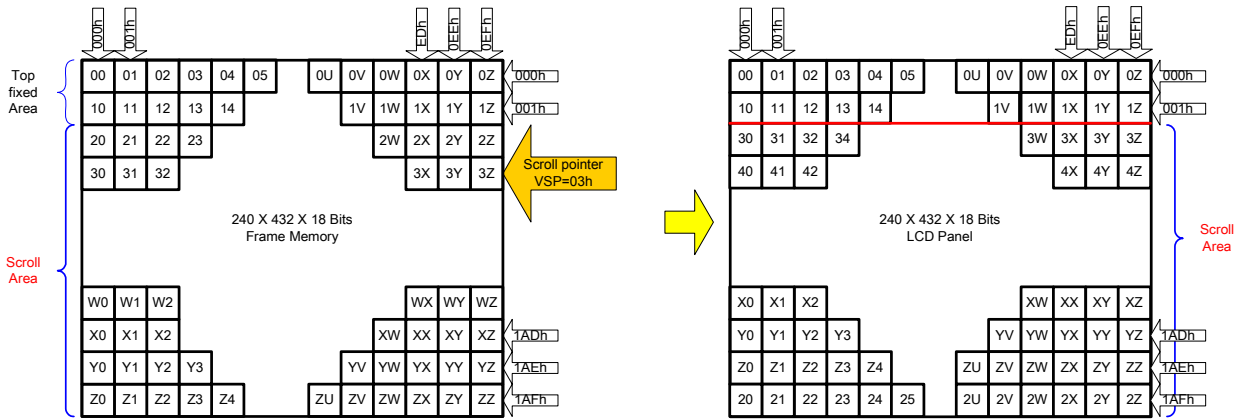 000h 001h EDh 0EEh 0EFh 000h 001h EDh 0EEh 0EFh
Top
fixed
Area
00 01 02 03 04 05 0U 0V 0W 0X 0Y 0Z 000h
10 11 12 13 14 1V 1W 1X 1Y 1Z 001h
20 21 22 23 2W 2X 2Y 2Z
30 31 32 3X 3Y 3Z
Scroll pointer
VSP=03h
240 X 432 X 18 Bits
Frame Memory
Scroll
Area
W0 W1 W2 WX WY WZ
X0 X1 X2 XW XX XY XZ 1ADh
Y0 Y1 Y2 Y3 YV YW YX YY YZ 1AEh
Z0 Z1 Z2 Z3 Z4 ZU ZV ZW ZX ZY ZZ 1AFh
00 01 02 03 04 05 0U 0V 0W 0X 0Y 0Z 000h
10 11 12 13 14 1V 1W 1X 1Y 1Z 001h
30 31 32 34 3W 3X 3Y 3Z
40 41 42 4X 4Y 4Z
240 X 432 X 18 Bits
LCD Panel
Scroll
Area
X0 X1 X2 XW XX XY XZ
Y0 Y1 Y2 Y3 YV YW YX YY YZ 1ADh
Z0 Z1 Z2 Z3 Z4 ZU ZV ZW ZX ZY ZZ 1AEh
20 21 22 23 24 25 2U 2V 2W 2X 2Y 2Z 1AFh